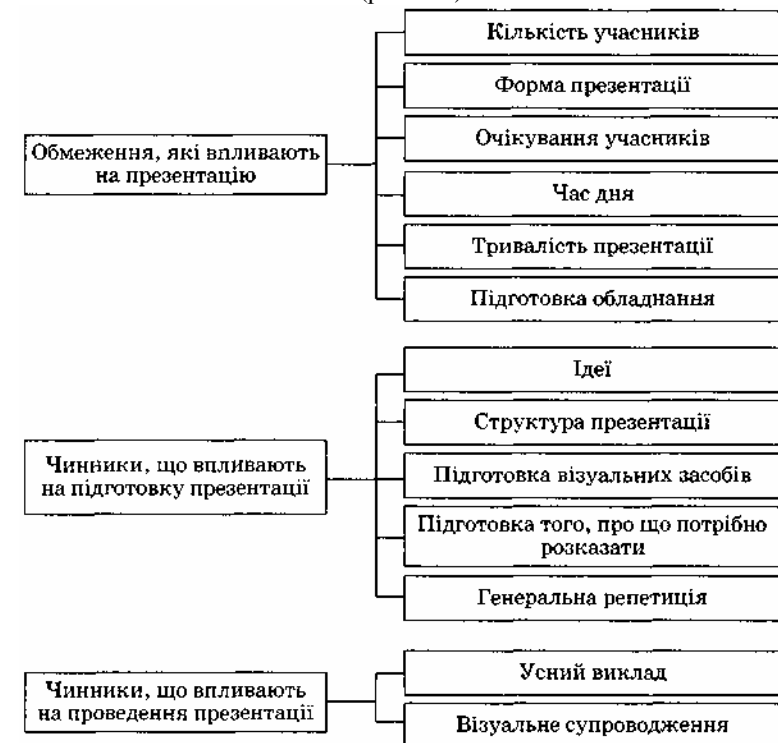 Кількість учасників
Форма презентації
Обмеження, які впливають
на презентацію
Очікування учасників
Час дня
Тривалість презентації
Підготовка обладнання
Ідеї
Структура презентації
Чинники, що впливають
на підготовку презентації
Підготовка візуальних засобів
Підготовка того, про що потрібно
розказати
Генеральна репетиція
Чинники, що впливають
на проведення презентації
Усний виклад
Візуальне супроводження